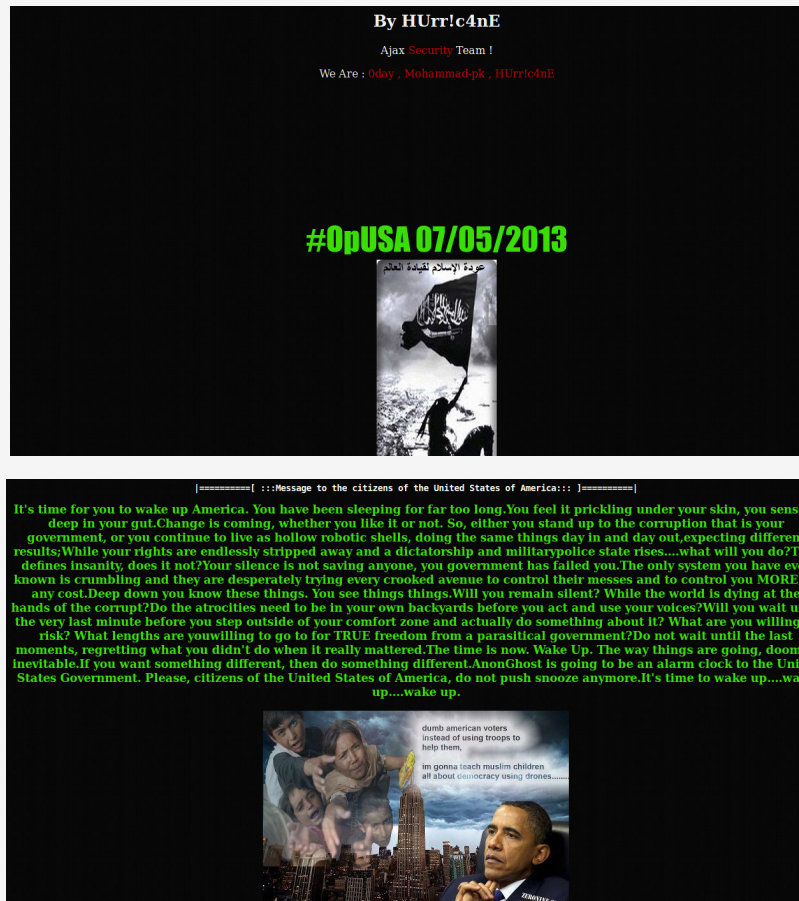 By HUrr!c4nE
Ajax Security Team !
We Are : 0day , Mohammad-pk , HUrr!c4nE
#OpUSA 07/05/2013
عودة الإسلام لقيادة العالم
|==========[ :::Message to the citizens of the United States of America::: ]==========|
It's time for you to wake up America. You have been sleeping for far too long.You feel it prickling under your skin, you sens
deep in your gut.Change is coming, whether you like it or not. So, either you stand up to the corruption that is your
government, or you continue to live as hollow robotic shells, doing the same things day in and day out,expecting differen
results;While your rights are endlessly stripped away and a dictatorship and militarypolice state rises....what will you do?T
defines insanity, does it not?Your silence is not saving anyone, you government has failed you.The only system you have ev
known is crumbling and they are desperately trying every crooked avenue to control their messes and to control you MORE
any cost.Deep down you know these things. You see things things.Will you remain silent? While the world is dying at the
hands of the corrupt?Do the atrocities need to be in your own backyards before you act and use your voices?Will you wait u
the very last minute before you step outside of your comfort zone and actually do something about it? What are you willing
risk? What lengths are youwilling to go to for TRUE freedom from a parasitical government?Do not wait until the last
moments, regretting what you didn't do when it really mattered.The time is now. Wake Up. The way things are going, doom
inevitable.If you want something different, then do something different.AnonGhost is going to be an alarm clock to the Uni
States Government. Please, citizens of the United States of America, do not push snooze anymore.It's time to wake up....wa
up....wake up.
dumb american voters
instead of using troops to
help them,
im gonna teach muslim children
all about democracy using drones........